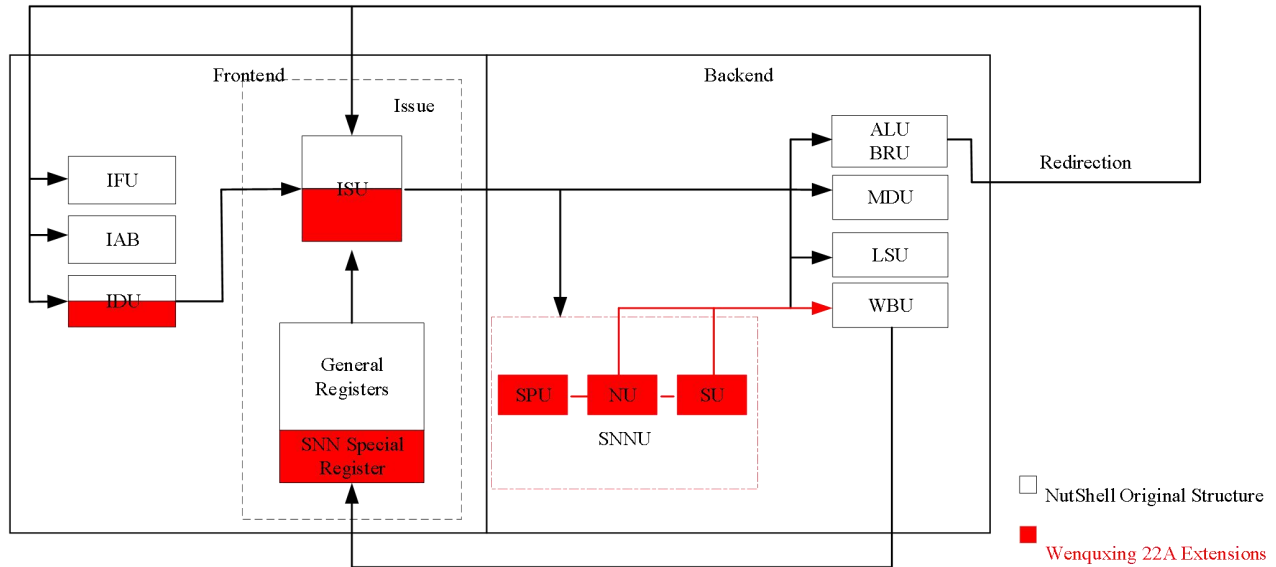 Frontend
Backend
Issue
ALU
BRU
Redirection
IFU
ISU
MDU
IAB
LSU
IDU
WBU
General
Registers
SPU
NU
SU
SNNU
SNN Special
Register
NutShell Original Structure
Wenquxing 22A Extensions